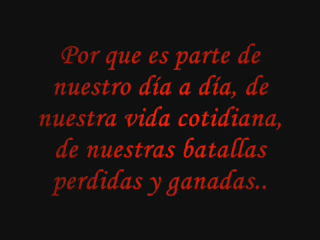 Por que es parte de
nuestro día a día, de
nuestra vida cotidiana,
de nuestras batallas
perdidas y ganadas..